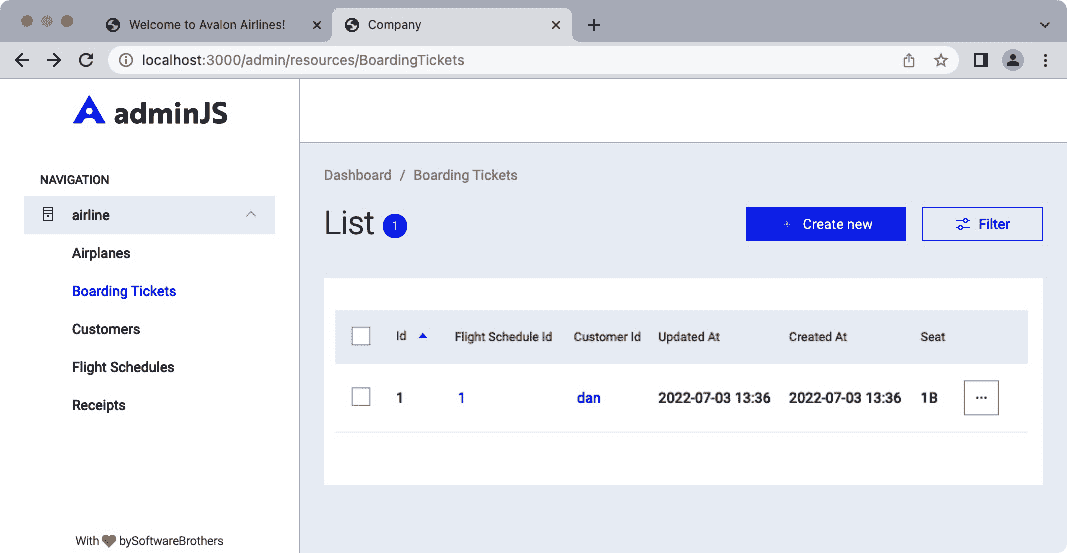 Welcome to Avalon Airlines!
Company
localhost:3000/admin/resources/BoardingTickets
adminJS
NAVIGATION
airline
Airplanes
Boarding Tickets
Customers
Flight Schedules
Receipts
With bySoftwareBrothers
Dashboard / Boarding Tickets
List 1
+ Create new
Filter
Id Flight Schedule Id Customer Id Updated At Created At Seat
1 1 dan 2022-07-03 13:36 2022-07-03 13:36 1B